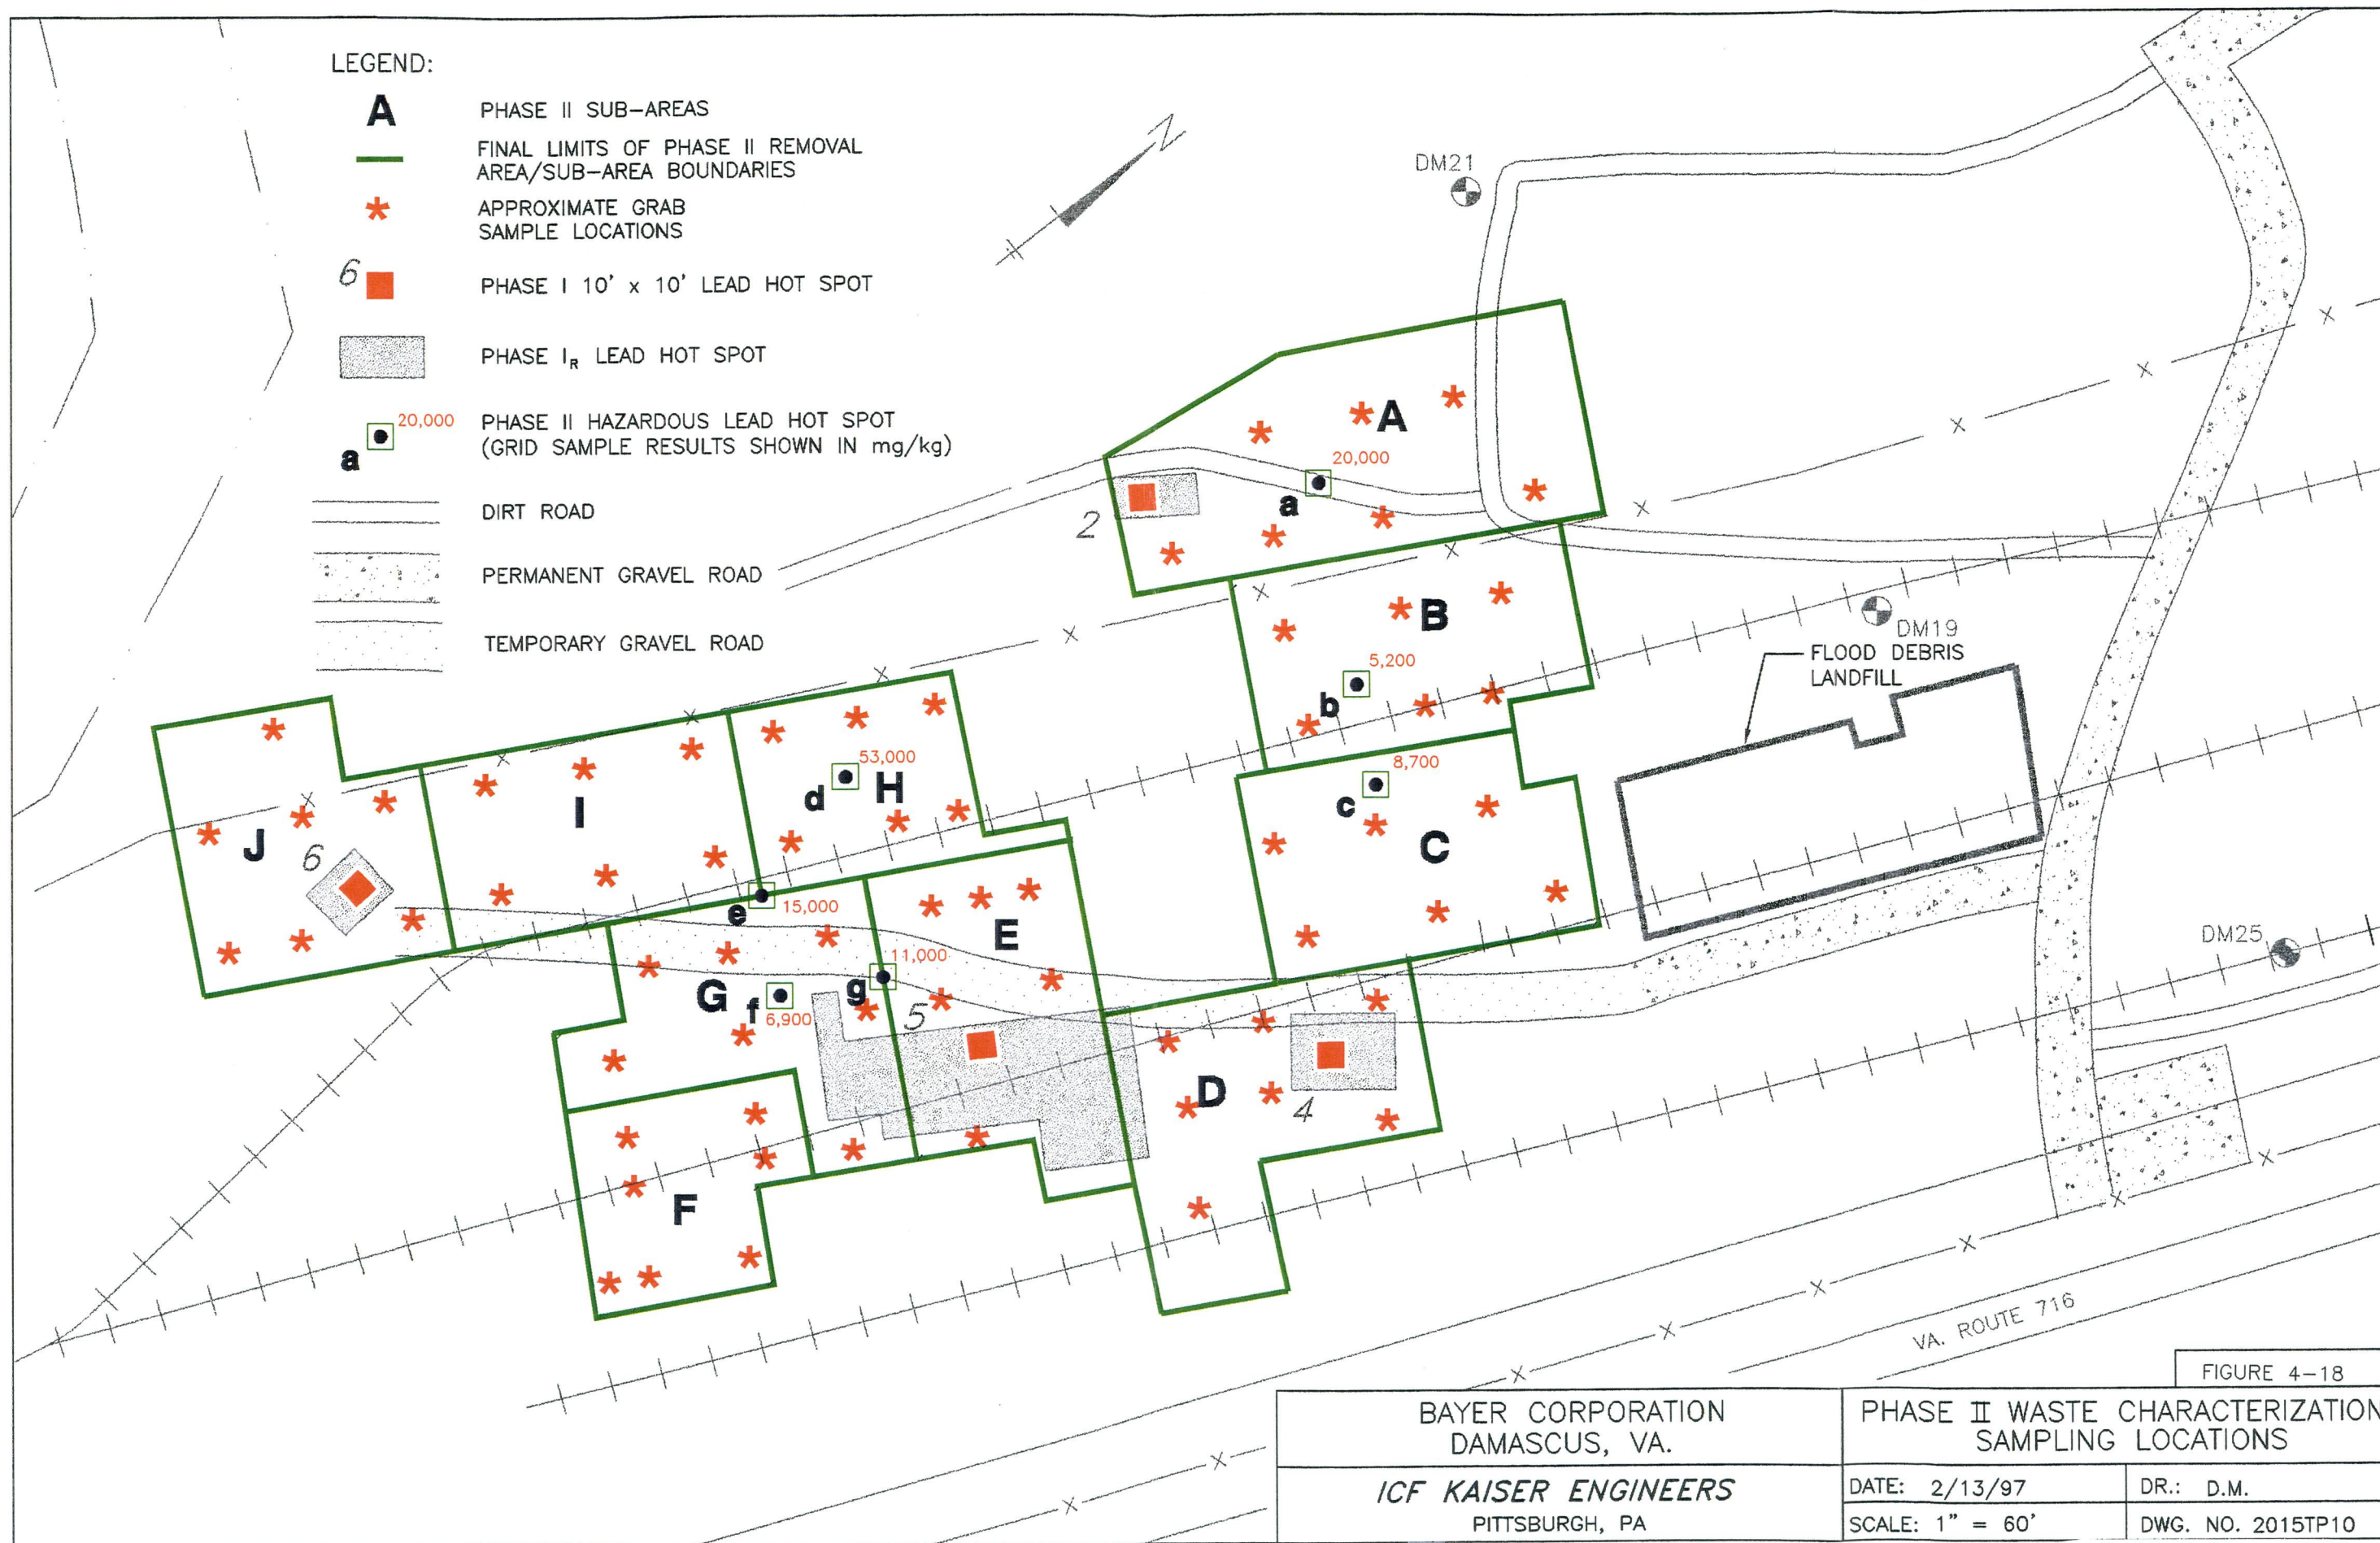 LEGEND:
A PHASE II SUB-AREAS
FINAL LIMITS OF PHASE II REMOVAL
AREA/SUB-AREA BOUNDARIES
APPROXIMATE GRAB
SAMPLE LOCATIONS
6 PHASE I 10' x 10' LEAD HOT SPOT
PHASE IR LEAD HOT SPOT
20,000
a
PHASE II HAZARDOUS LEAD HOT SPOT
(GRID SAMPLE RESULTS SHOWN IN mg/kg)
DIRT ROAD
PERMANENT GRAVEL ROAD
TEMPORARY GRAVEL ROAD
N
DM21
A
20,000
a
2
B
5,200
b
DM19
FLOOD DEBRIS
LANDFILL
8,700
c
C
53,000
d
H
I
J
6
e
15,000
E
11,000
g
G
f
6,900
5
D
4
F
DM25
VA. ROUTE 716
FIGURE 4-18
BAYER CORPORATION
DAMASCUS, VA.
ICF KAISER ENGINEERS
PITTSBURGH, PA
PHASE II WASTE CHARACTERIZATION
SAMPLING LOCATIONS
DATE: 2/13/97
DR.: D.M.
SCALE: 1" = 60'
DWG. NO. 2015TP10